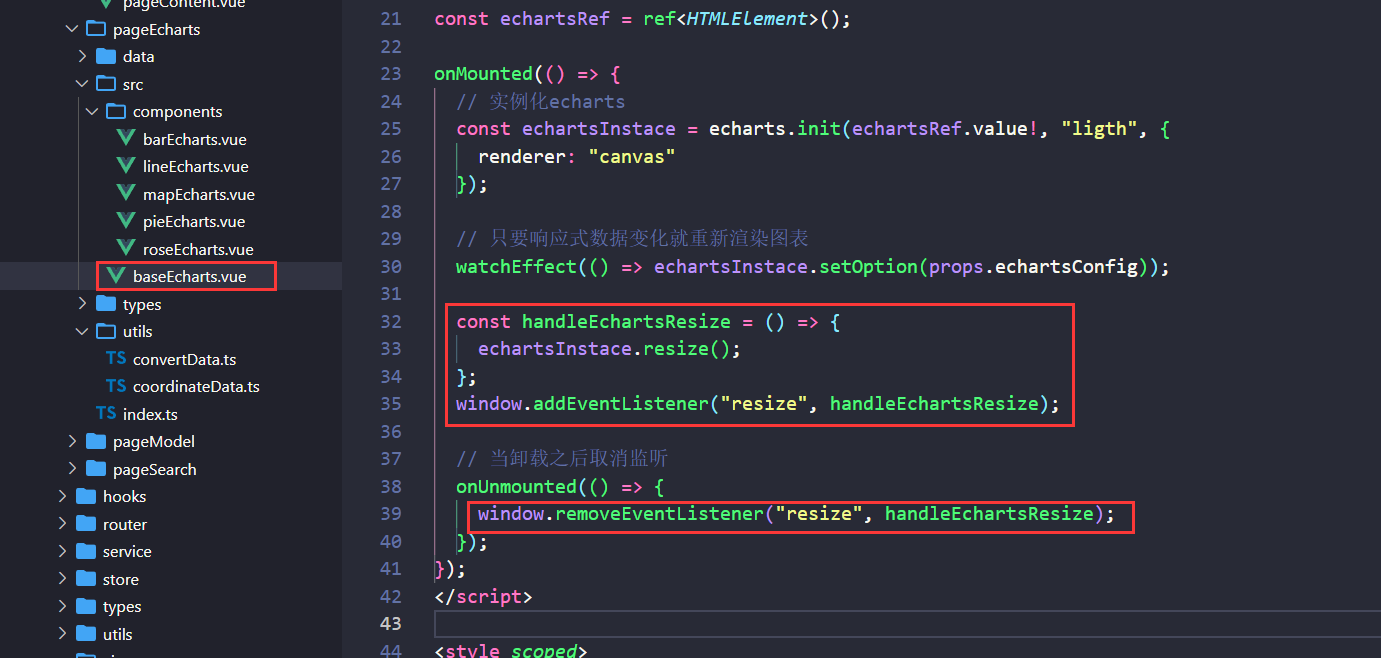 pageContent.vue
pageEcharts
data
src
components
barEcharts.vue
lineEcharts.vue
mapEcharts.vue
pieEcharts.vue
roseEcharts.vue
baseEcharts.vue
types
utils
TS convertData.ts
TS coordinateData.ts
TS index.ts
pageModel
pageSearch
hooks
router
service
store
types
utils
21 const echartsRef = ref<HTMLElement>();
22
23 onMounted(() => {
24 // 实例化echarts
25 const echartsInstace = echarts.init(echartsRef.value!, "ligth", {
26 renderer: "canvas"
27 });
28
29 // 只要响应式数据变化就重新渲染图表
30 watchEffect(() => echartsInstace.setOption(props.echartsConfig));
31
32 const handleEchartsResize = () => {
33 echartsInstace.resize();
34 };
35 window.addEventListener("resize", handleEchartsResize);
36
37 // 当卸载之后取消监听
38 onUnmounted(() => {
39 window.removeEventListener("resize", handleEchartsResize);
40 });
41 });
42 </script>
43
44 <style scoped>